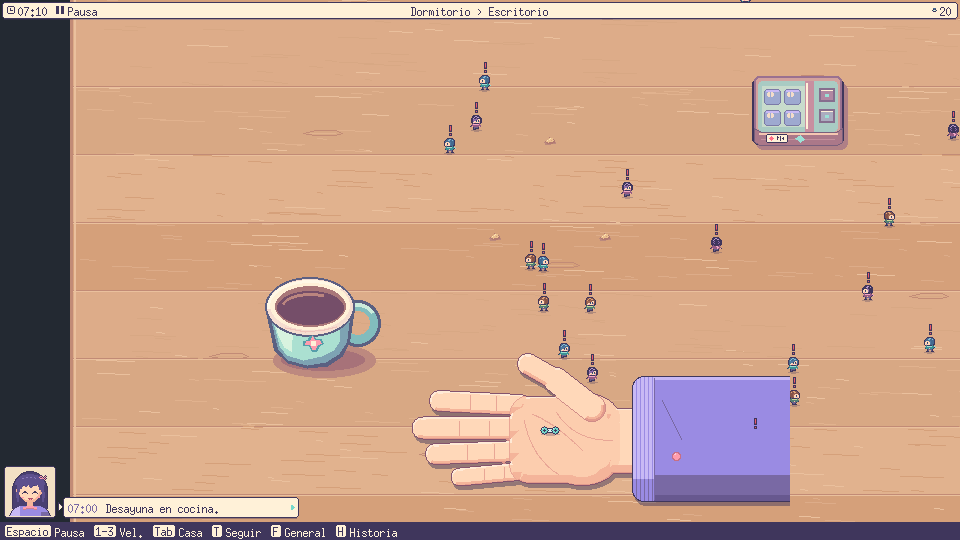 07:10 Pausa
Dormitorio > Escritorio
*20
07:00 Desayuna en cocina.
Espacio Pausa 1-3 Vel. Tab Casa T Seguir F General H Historia